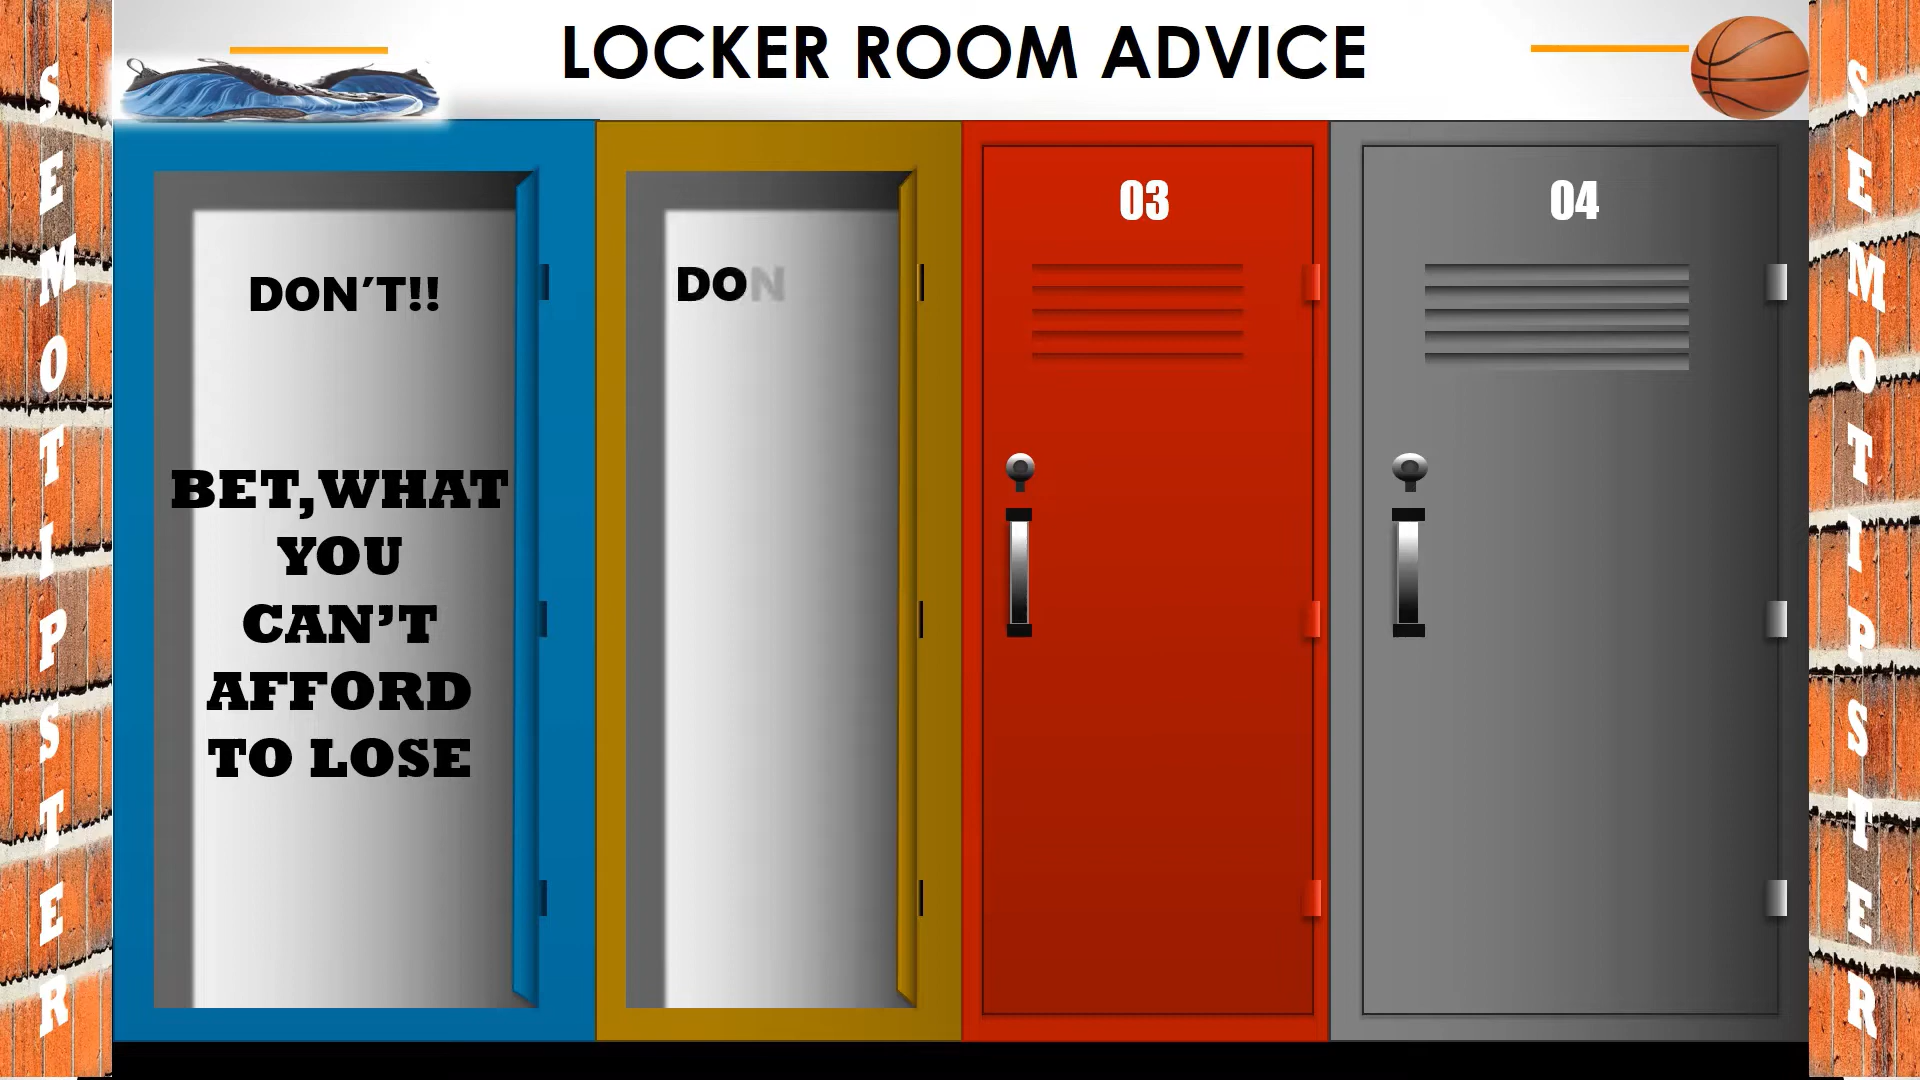 LOCKER ROOM ADVICE
SEMOTIPSTER
DON´T!!
BET,WHAT
YOU
CAN’T
AFFORD
TO LOSE
DON
03
04
SEMOTIPSTER